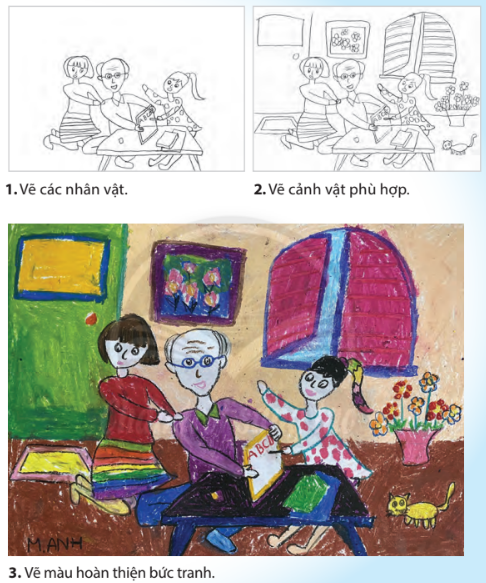 1. Vẽ các nhân vật.
2. Vẽ cảnh vật phù hợp.
ABCD
M.ANH
3. Vẽ màu hoàn thiện bức tranh.